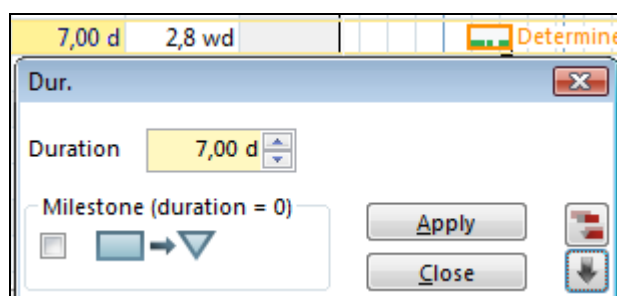 7,00 d 2,8 wd Determine
Dur.
Duration 7,00 d
Milestone (duration = 0)
Apply
Close